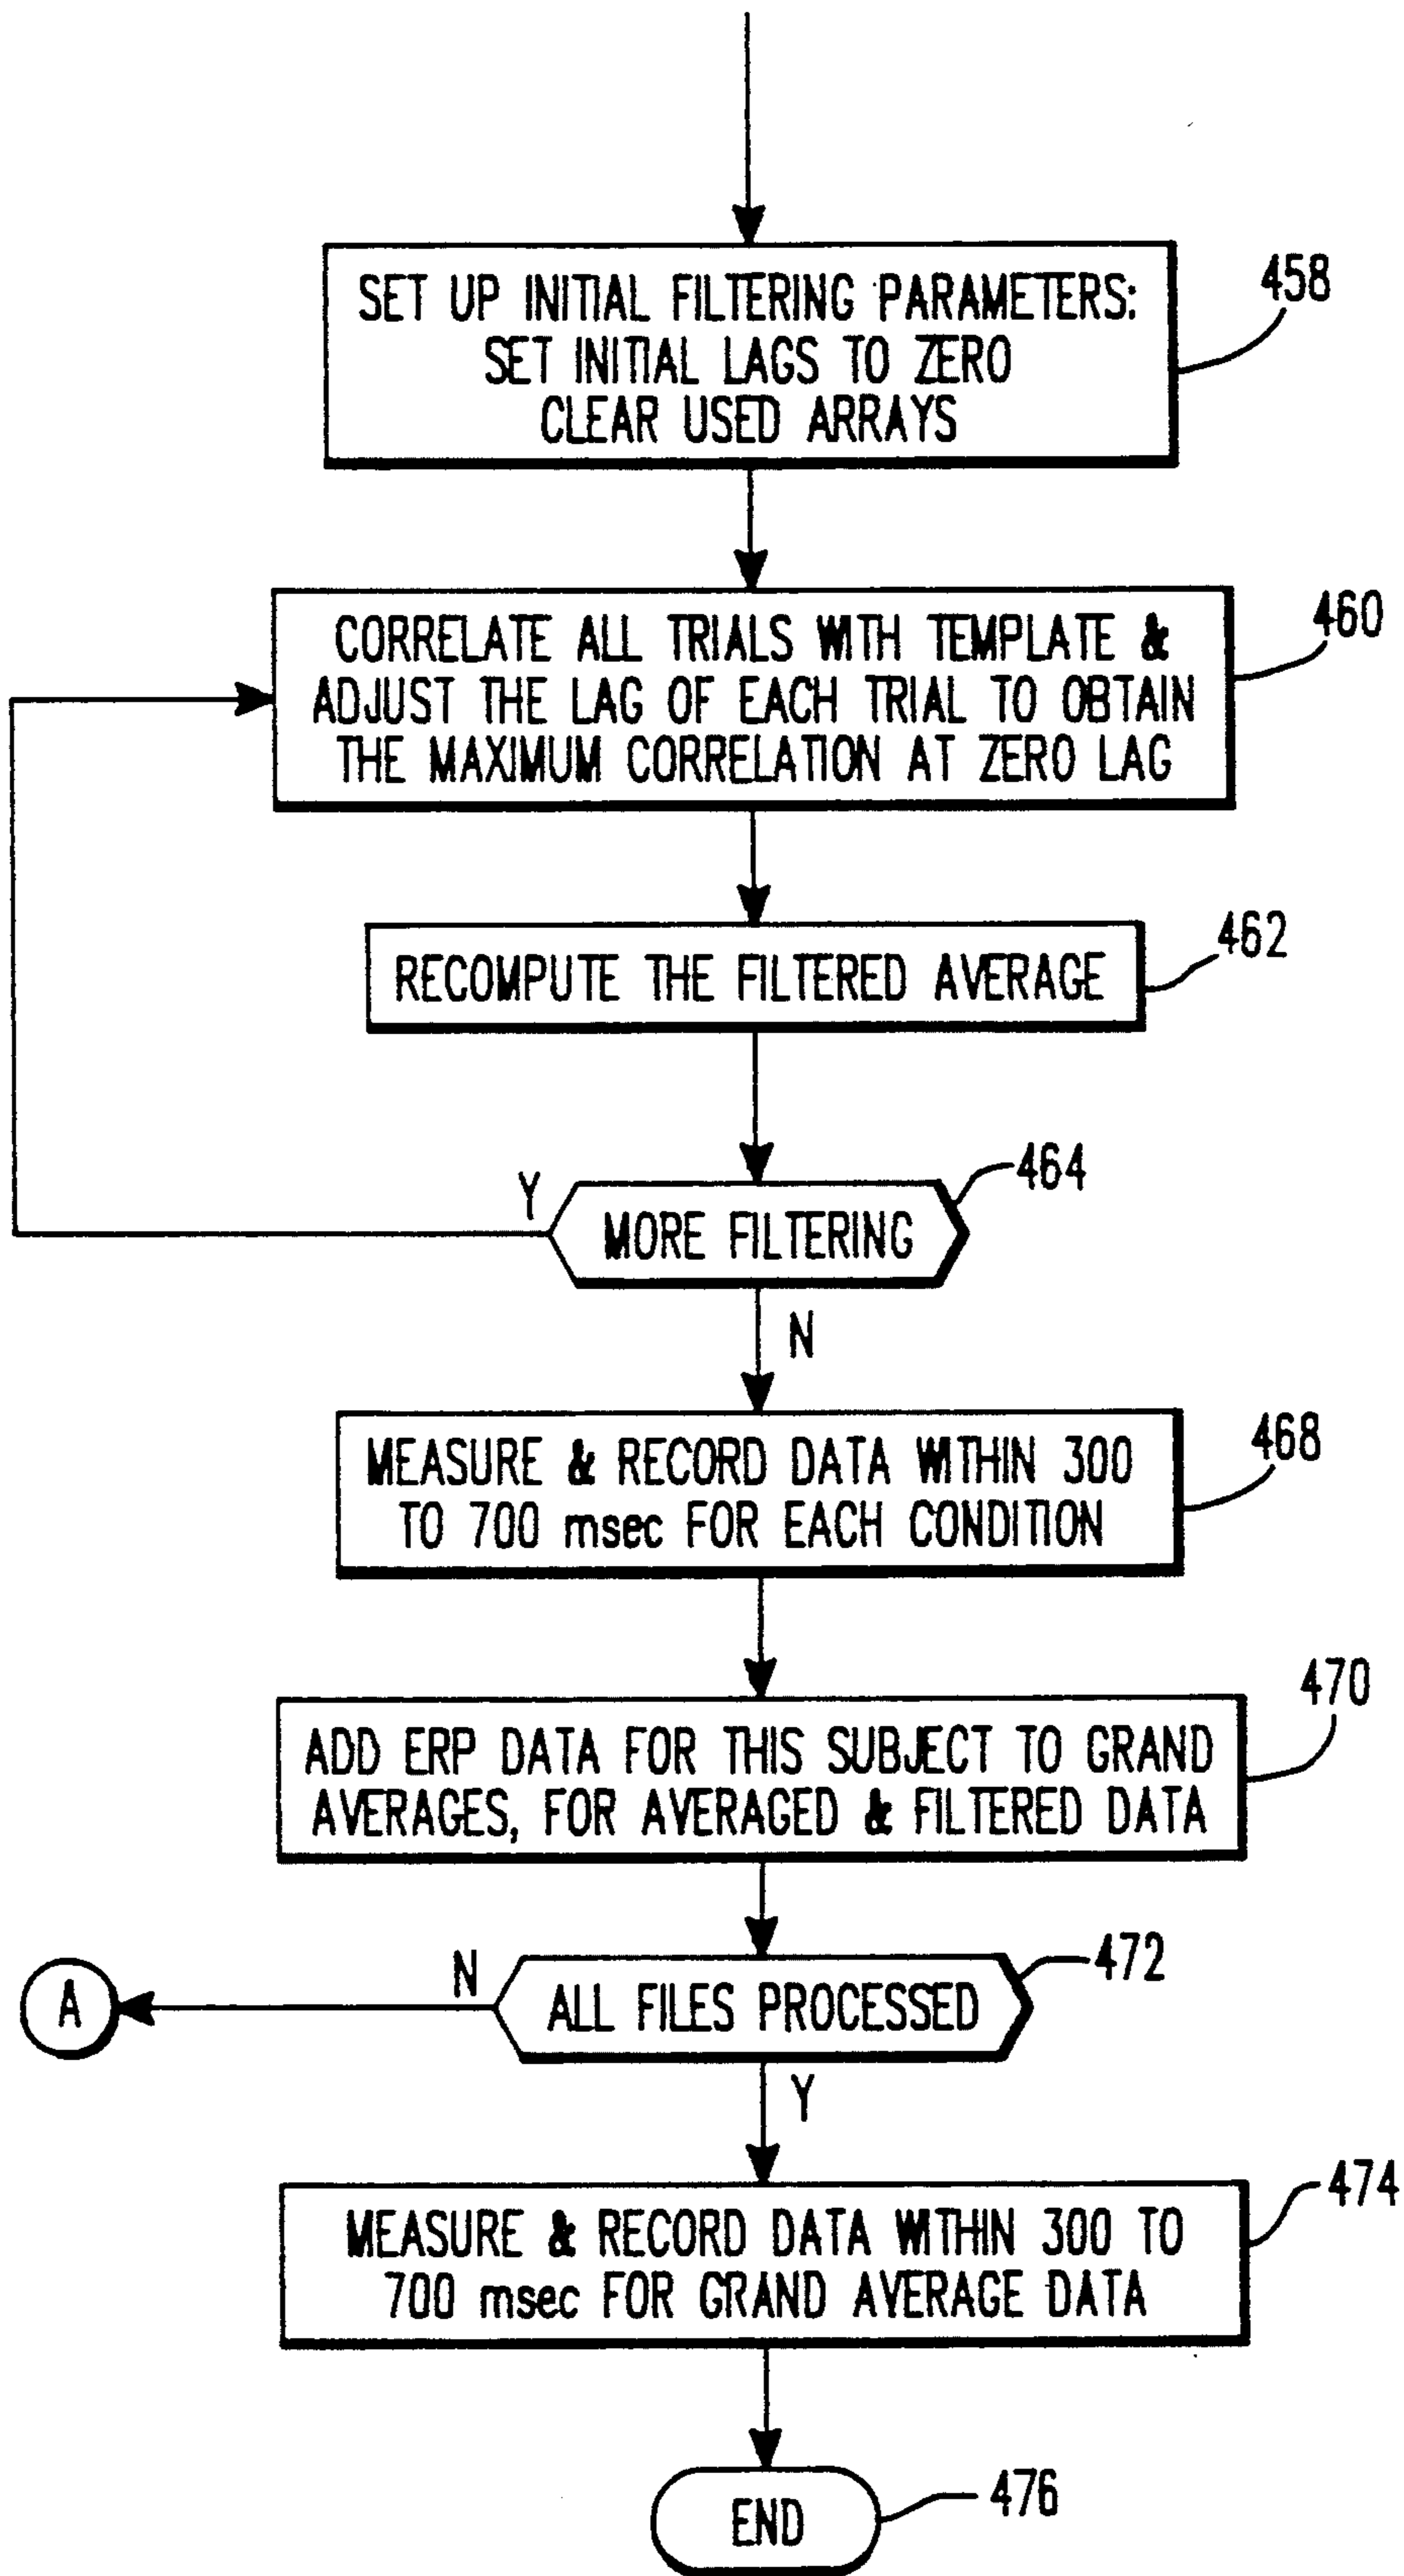 SET UP INITIAL FILTERING PARAMETERS:
SET INITIAL LAGS TO ZERO
CLEAR USED ARRAYS
458
CORRELATE ALL TRIALS WITH TEMPLATE &
ADJUST THE LAG OF EACH TRIAL TO OBTAIN
THE MAXIMUM CORRELATION AT ZERO LAG
460
RECOMPUTE THE FILTERED AVERAGE
462
Y
MORE FILTERING
464
N
MEASURE & RECORD DATA WITHIN 300
TO 700 msec FOR EACH CONDITION
468
ADD ERP DATA FOR THIS SUBJECT TO GRAND
AVERAGES, FOR AVERAGED & FILTERED DATA
470
A
N
ALL FILES PROCESSED
472
Y
MEASURE & RECORD DATA WITHIN 300 TO
700 msec FOR GRAND AVERAGE DATA
474
END
476